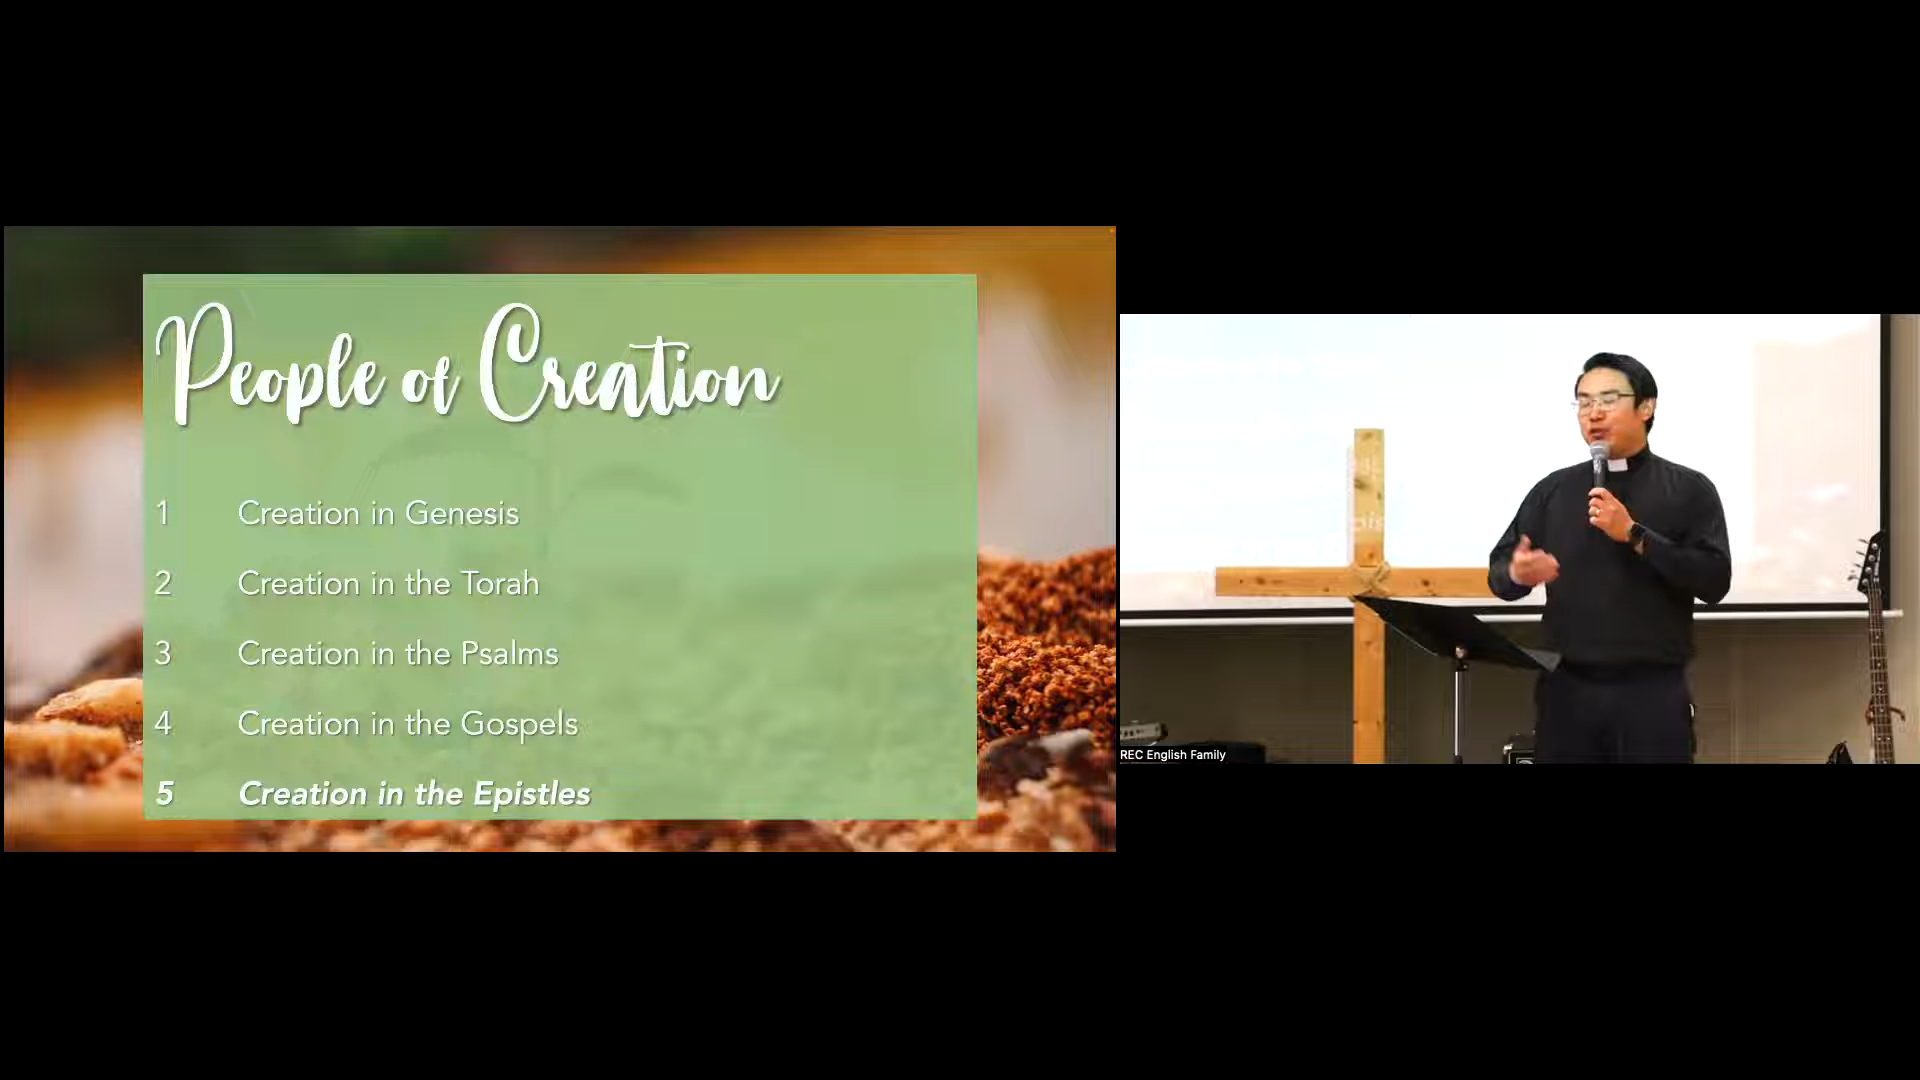 People of Creation
1 Creation in Genesis
2 Creation in the Torah
3 Creation in the Psalms
4 Creation in the Gospels
5 Creation in the Epistles
REC English Family